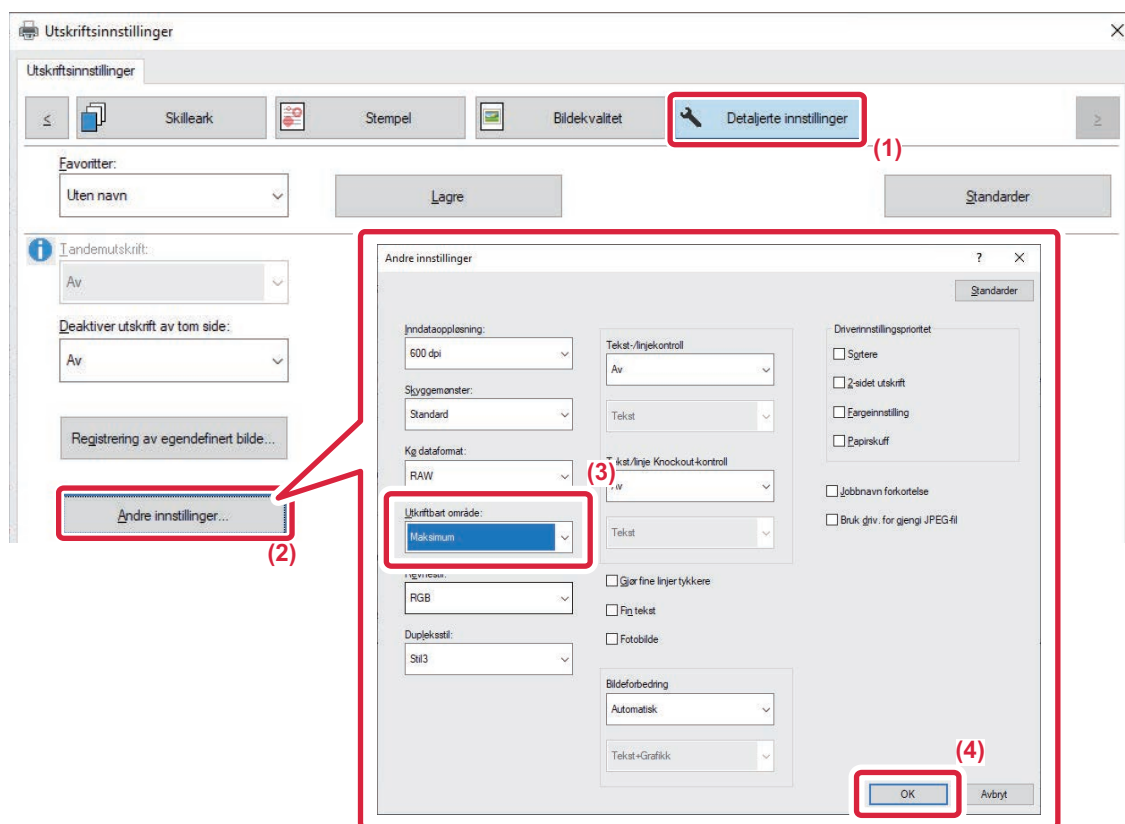 Utskriftsinnstillinger
Utskriftsinnstillinger
<
Skilleark
Stempel
Bildekvalitet
Detaljerte innstillinger
>
(1)
Favoritter:
Uten navn
Lagre
Standarder
Tandemutskrift:
Av
Deaktiver utskrift av tom side:
Av
Registrering av egendefinert bilde...
Andre innstillinger...
(2)
Andre innstillinger
?
Standarder
Inndataoppløsning:
600 dpi
Skyggemønster:
Standard
Kø dataformat:
RAW
(3)
Utkriftbart område:
Maksimum
RGB
Dupleksstil:
Stil3
Tekst-/linjekontroll
Av
Tekst
Tekst/linje Knockout-kontroll
Av
Tekst
Gjør fine linjer tykkere
Fin tekst
Fotobilde
Bildeforbedring
Automatisk
Tekst+Grafikk
Driverinnstillingsprioritet
Sortere
2-sidet utskrift
Fargeinnstilling
Papirskuff
Jobbnavn forkortelse
Bruk driv. for gjengi JPEG-fil
(4)
OK
Avbryt